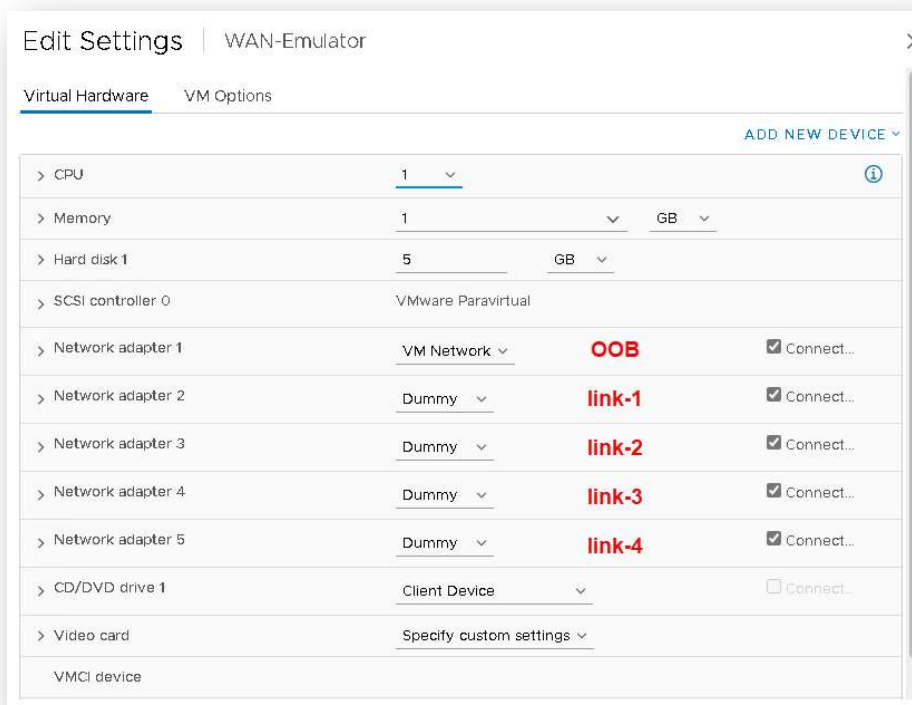 Edit Settings | WAN-Emulator
Virtual Hardware VM Options
ADD NEW DEVICE
CPU 1
Memory 1 GB
Hard disk 1 5 GB
SCSI controller 0 VMware Paravirtual
Network adapter 1 VM Network OOB Connect...
Network adapter 2 Dummy link-1 Connect...
Network adapter 3 Dummy link-2 Connect...
Network adapter 4 Dummy link-3 Connect...
Network adapter 5 Dummy link-4 Connect...
CD/DVD drive 1 Client Device Connect...
Video card Specify custom settings
VMCI device